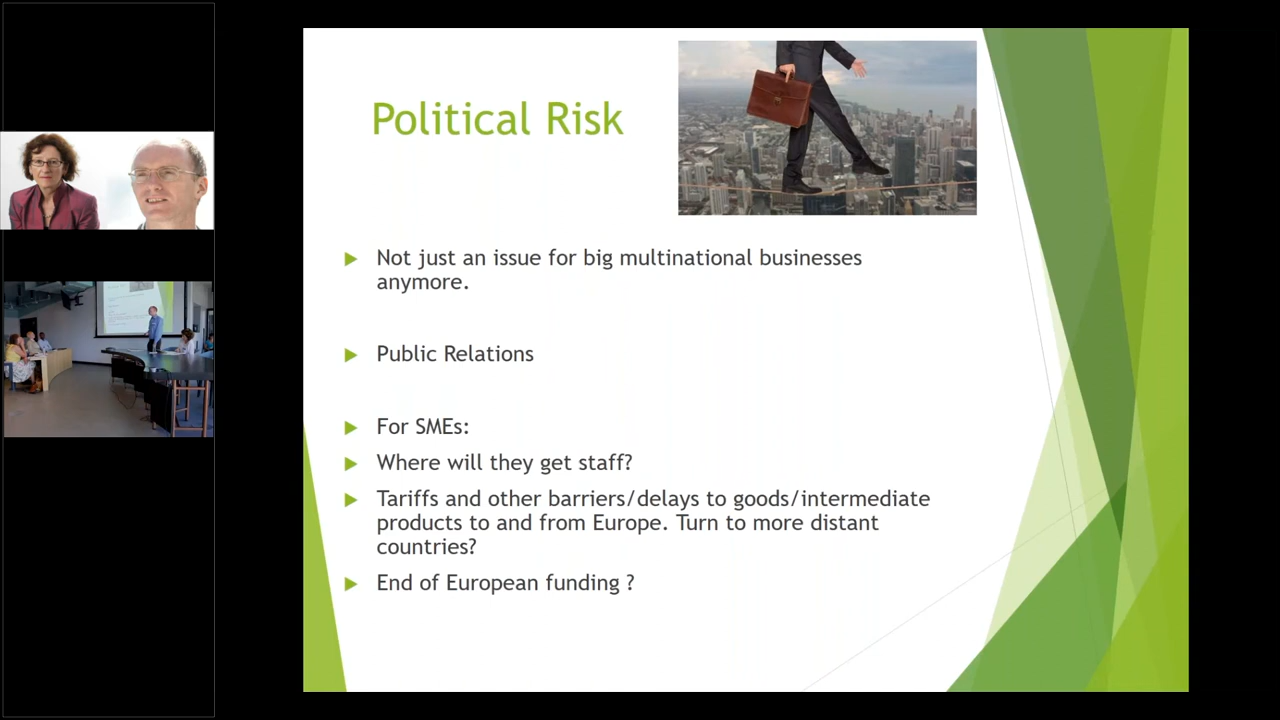 Political Risk
Not just an issue for big multinational businesses
anymore.
Public Relations
For SMEs:
Where will they get staff?
Tariffs and other barriers/delays to goods/intermediate
products to and from Europe. Turn to more distant
countries?
End of European funding ?